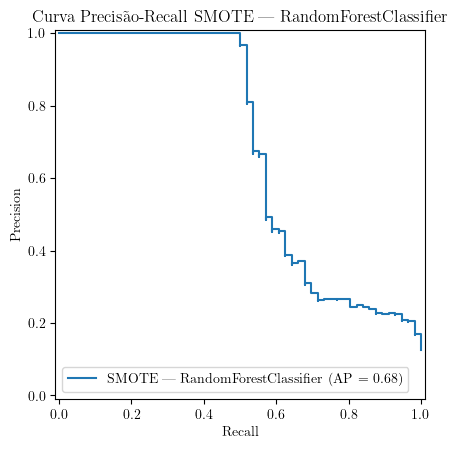 Curva Precisão-Recall SMOTE — RandomForestClassifier
1.0
0.8
0.6
0.4
0.2
0.0
Precision
SMOTE — RandomForestClassifier (AP = 0.68)
0.0 0.2 0.4 0.6 0.8 1.0
Recall